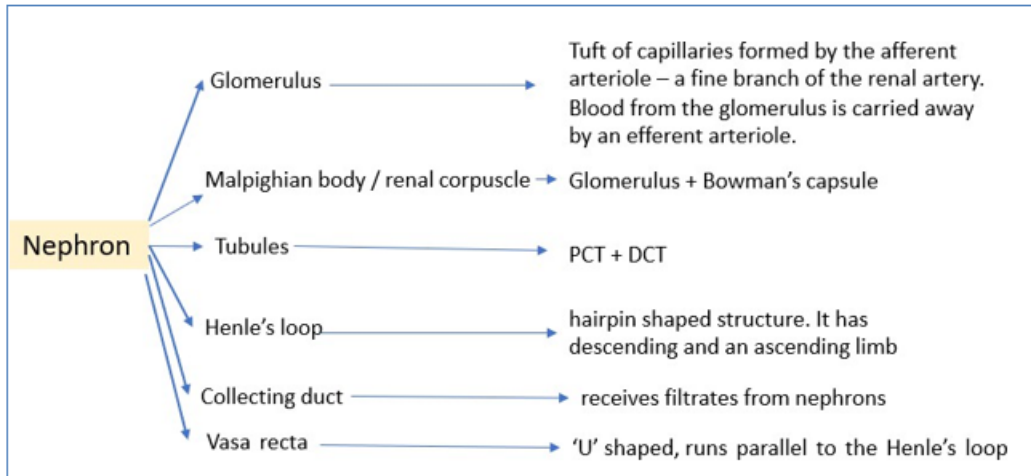 Glomerulus
Tuft of capillaries formed by the afferent
arteriole – a fine branch of the renal artery.
Blood from the glomerulus is carried away
by an efferent arteriole.
Malpighian body / renal corpuscle
Glomerulus + Bowman’s capsule
Nephron
Tubules
PCT + DCT
Henle’s loop
hairpin shaped structure. It has
descending and an ascending limb
Collecting duct
receives filtrates from nephrons
Vasa recta
‘U’ shaped, runs parallel to the Henle’s loop